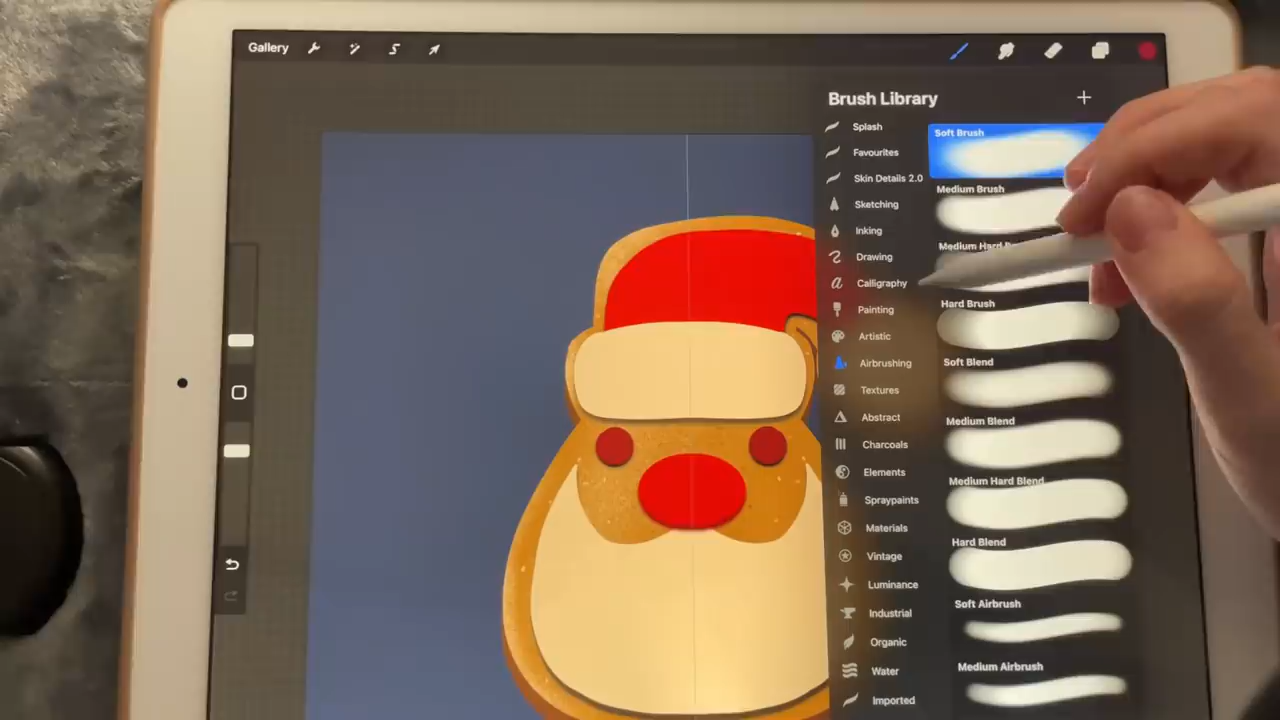 Gallery
Brush Library
Splash
Favourites
Skin Details 2.0
Sketching
Inking
Drawing
Calligraphy
Painting
Artistic
Airbrushing
Textures
Abstract
Charcoals
Elements
Spraypaints
Materials
Vintage
Luminance
Industrial
Organic
Water
Imported
Soft Brush
Medium Brush
Medium Hard
Hard Brush
Soft Blend
Medium Blend
Medium Hard Blend
Hard Blend
Soft Airbrush
Medium Airbrush